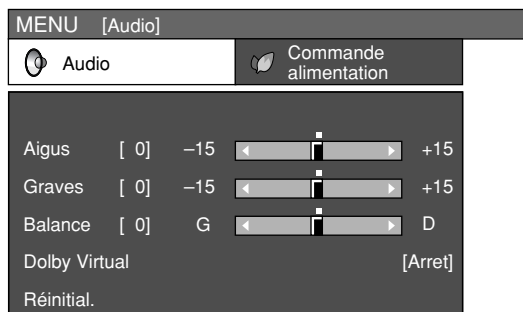 MENU [Audio]
Audio
Commande
alimentation
Aigus [ 0] –15 +15
Graves [ 0] –15 +15
Balance [ 0] G D
Dolby Virtual [Arret]
Réinitial.